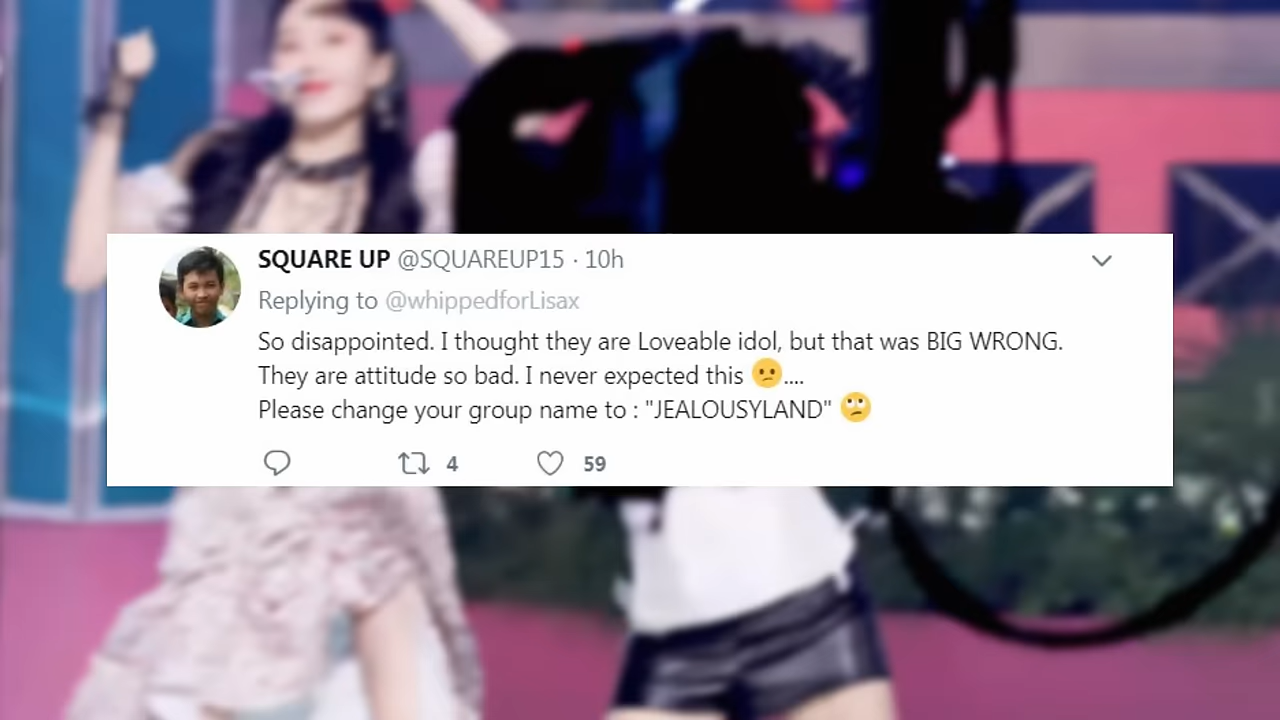 SQUARE UP @SQUAREUP15 · 10h
Replying to @whippedforLisax
So disappointed. I thought they are Loveable idol, but that was BIG WRONG.
They are attitude so bad. I never expected this 😕....
Please change your group name to : "JEALOUSYLAND" 🙄
4 59